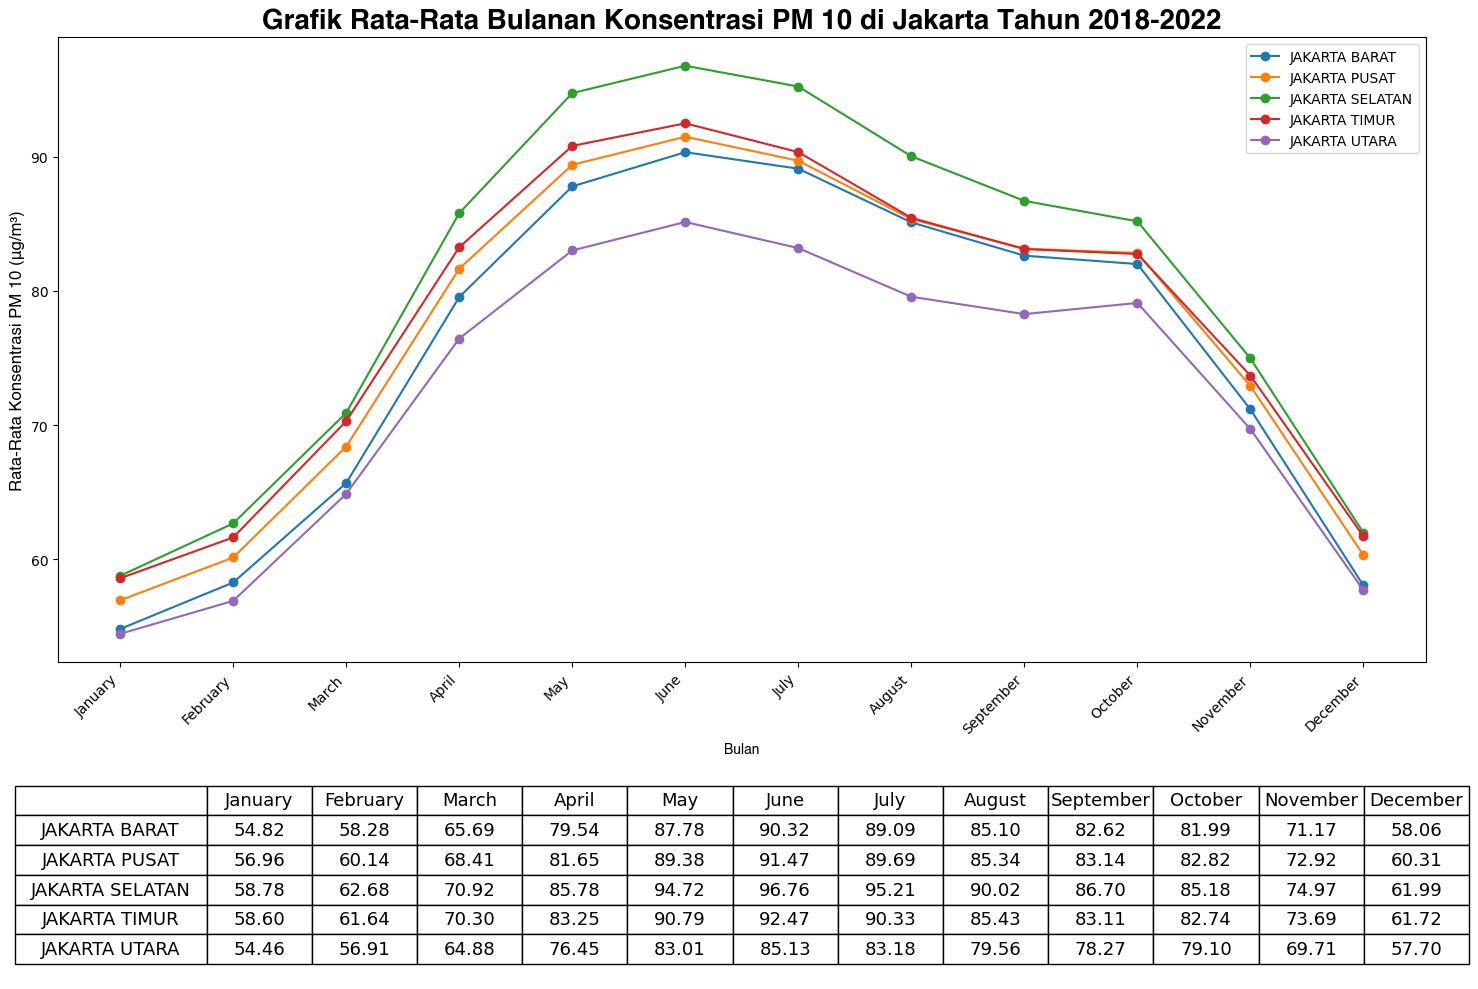 Grafik Rata-Rata Bulanan Konsentrasi PM 10 di Jakarta Tahun 2018-2022
JAKARTA BARAT
JAKARTA PUSAT
JAKARTA SELATAN
JAKARTA TIMUR
JAKARTA UTARA
Rata-Rata Konsentrasi PM 10 (µg/m³)
90
80
70
60
January February March April May June July August September October November December
Bulan
January February March April May June July August September October November December
JAKARTA BARAT 54.82 58.28 65.69 79.54 87.78 90.32 89.09 85.10 82.62 81.99 71.17 58.06
JAKARTA PUSAT 56.96 60.14 68.41 81.65 89.38 91.47 89.69 85.34 83.14 82.82 72.92 60.31
JAKARTA SELATAN 58.78 62.68 70.92 85.78 94.72 96.76 95.21 90.02 86.70 85.18 74.97 61.99
JAKARTA TIMUR 58.60 61.64 70.30 83.25 90.79 92.47 90.33 85.43 83.11 82.74 73.69 61.72
JAKARTA UTARA 54.46 56.91 64.88 76.45 83.01 85.13 83.18 79.56 78.27 79.10 69.71 57.70